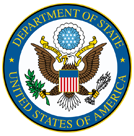 DEPARTMENT OF STATE
UNITED STATES OF AMERICA